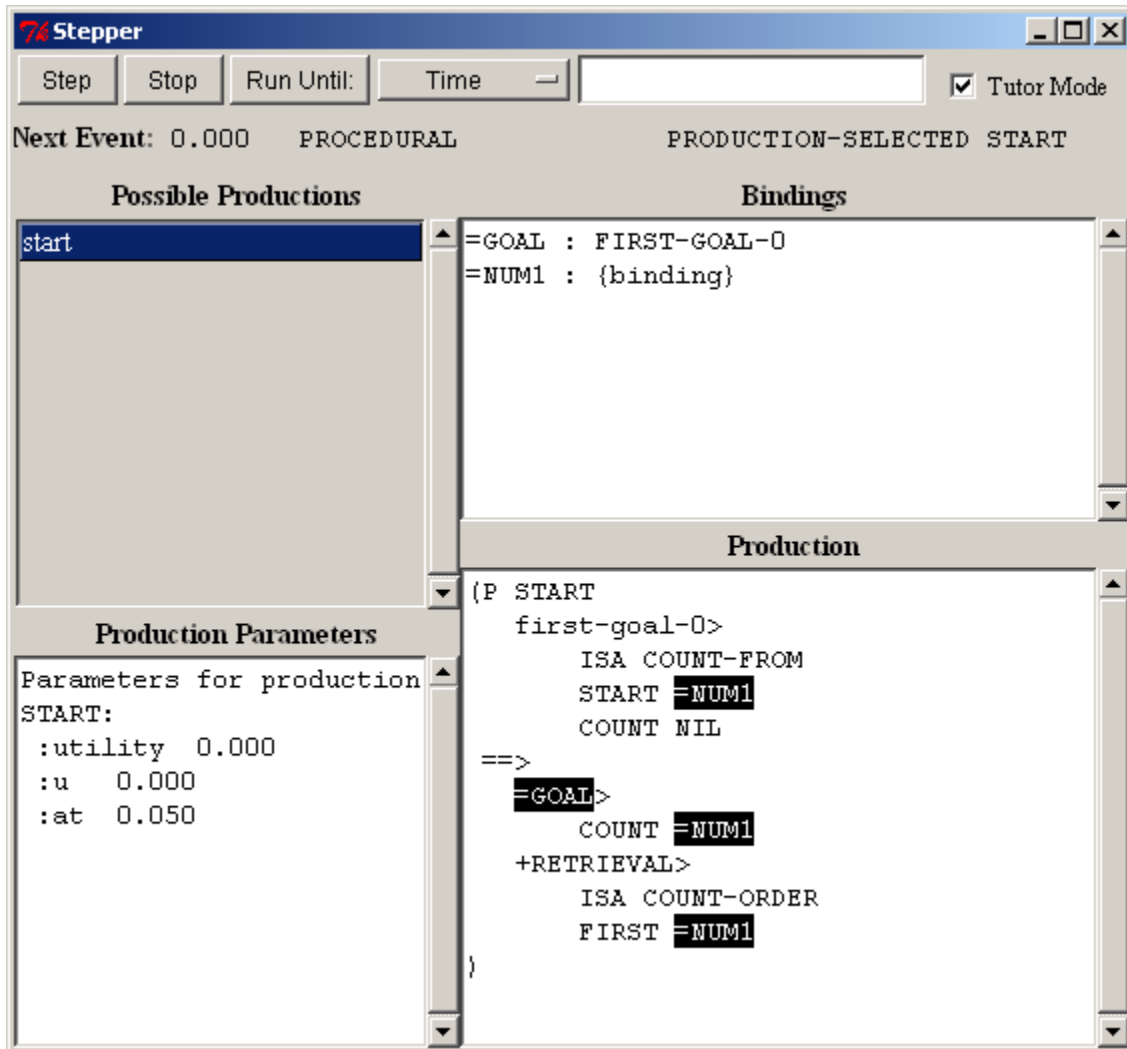 Stepper
Step Stop Run Until: Time Tutor Mode
Next Event: 0.000 PROCEDURAL PRODUCTION-SELECTED START
Possible Productions
start
Bindings
=GOAL : FIRST-GOAL-0
=NUM1 : {binding}
Production Parameters
Parameters for production
START:
:utility 0.000
:u 0.000
:at 0.050
Production
(P START
first-goal-0>
ISA COUNT-FROM
START =NUM1
COUNT NIL
==>
=GOAL>
COUNT =NUM1
+RETRIEVAL>
ISA COUNT-ORDER
FIRST =NUM1
)